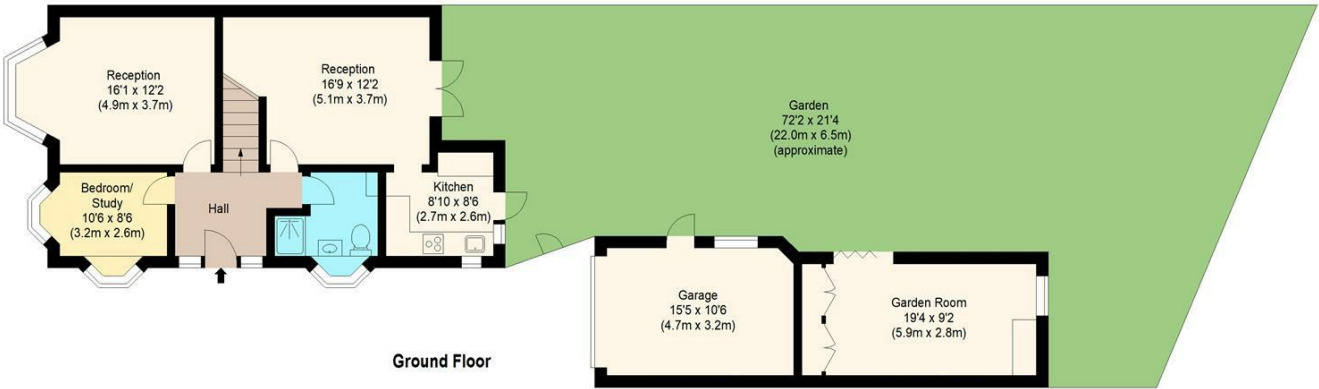 Reception
16'1 x 12'2
(4.9m x 3.7m)
Reception
16'9 x 12'2
(5.1m x 3.7m)
Garden
72'2 x 21'4
(22.0m x 6.5m)
(approximate)
Bedroom/
Study
10'6 x 8'6
(3.2m x 2.6m)
Hall
Kitchen
8'10 x 8'6
(2.7m x 2.6m)
Garage
15'5 x 10'6
(4.7m x 3.2m)
Garden Room
19'4 x 9'2
(5.9m x 2.8m)
Ground Floor